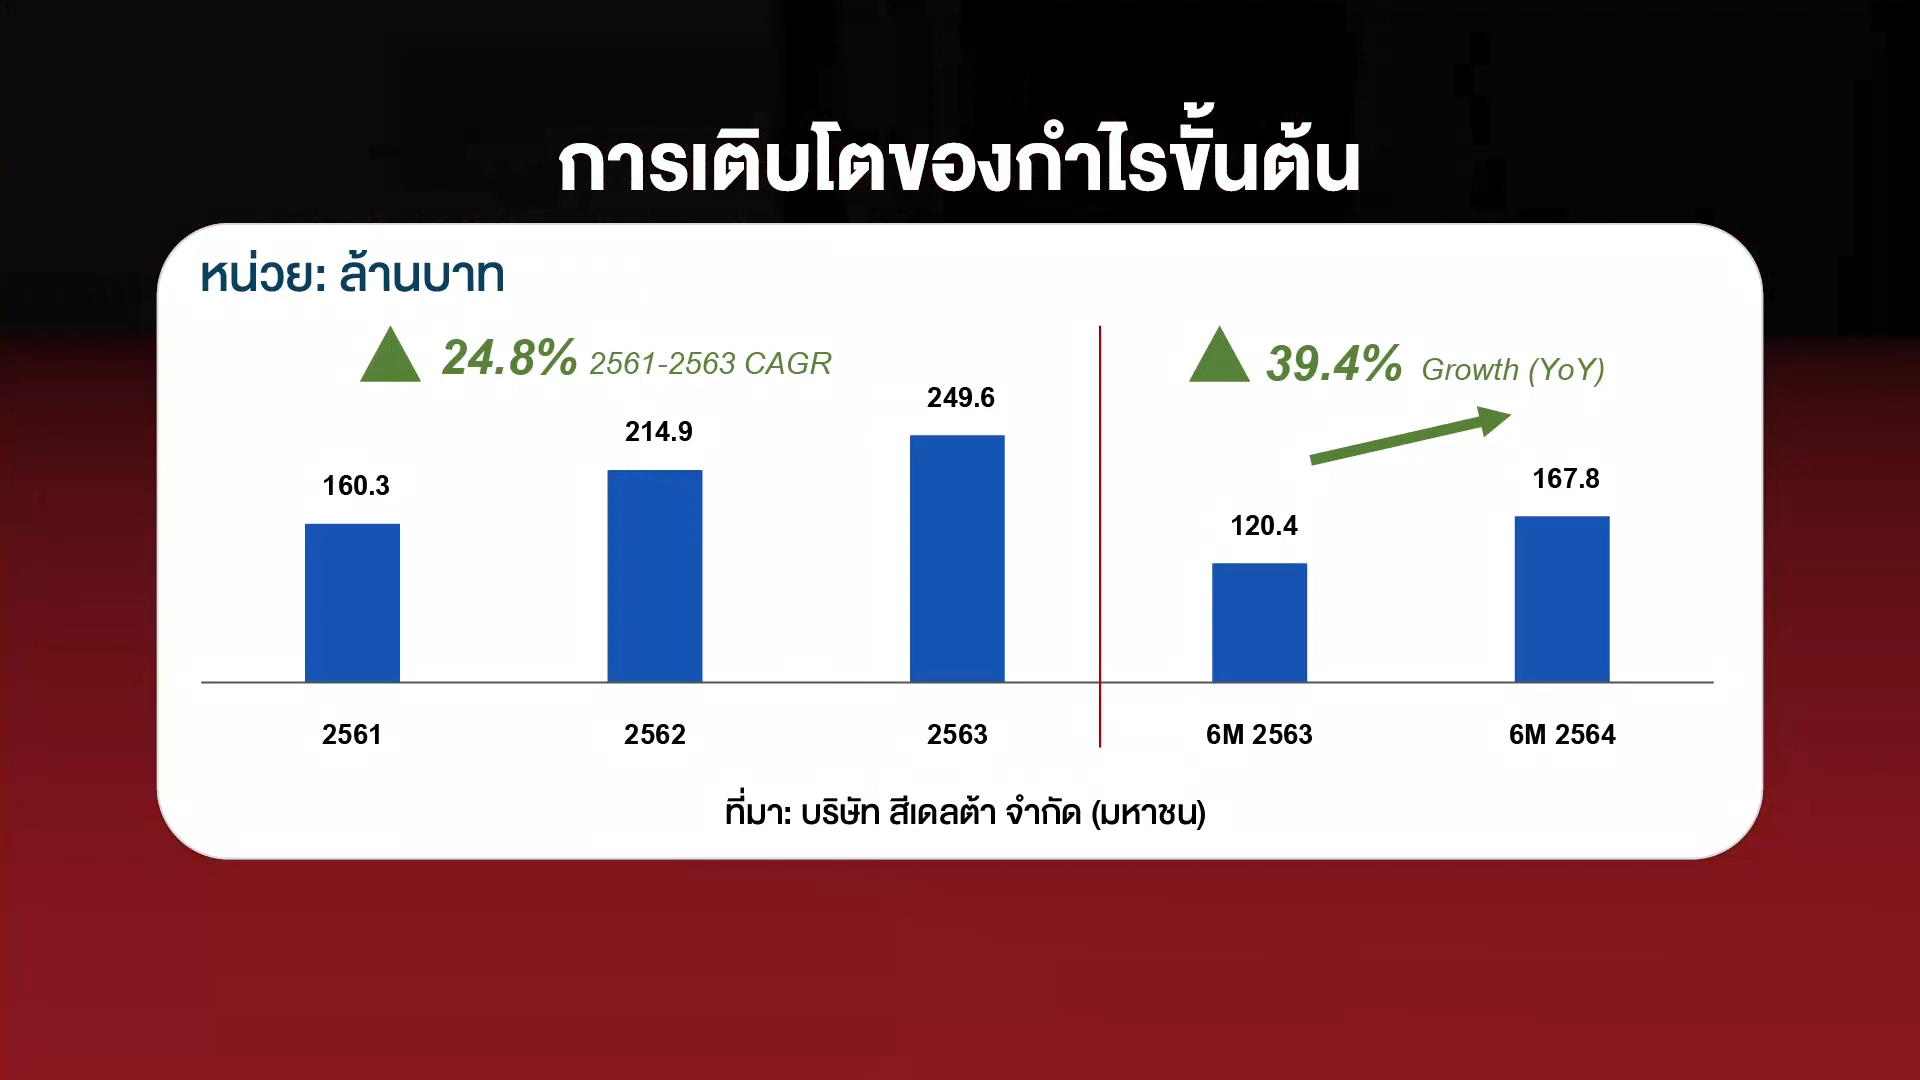 การเติบโตของกำไรขั้นต้น
หน่วย: ล้านบาท
24.8% 2561-2563 CAGR
39.4% Growth (YoY)
160.3
214.9
249.6
120.4
167.8
2561
2562
2563
6M 2563
6M 2564
ที่มา: บริษัท สีเดลต้า จำกัด (มหาชน)